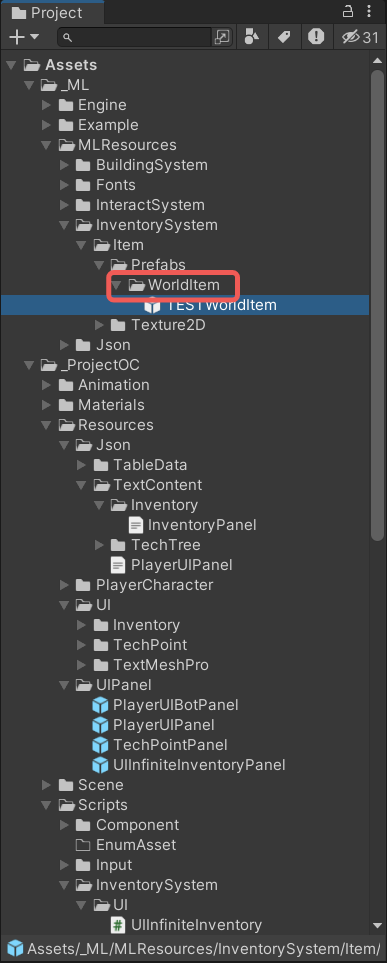 Project
31
Assets
_ML
Engine
Example
MLResources
BuildingSystem
Fonts
InteractSystem
InventorySystem
Item
Prefabs
WorldItem
TESTWorldItem
Texture2D
Json
_ProjectOC
Animation
Materials
Resources
Json
TableData
TextContent
Inventory
InventoryPanel
TechTree
PlayerUIPanel
PlayerCharacter
UI
Inventory
TechPoint
TextMeshPro
UIPanel
PlayerUIBotPanel
PlayerUIPanel
TechPointPanel
UIInfiniteInventoryPanel
Scene
Scripts
Component
EnumAsset
Input
InventorySystem
UI
UIInfiniteInventory
Assets/_ML/MLResources/InventorySystem/Item/